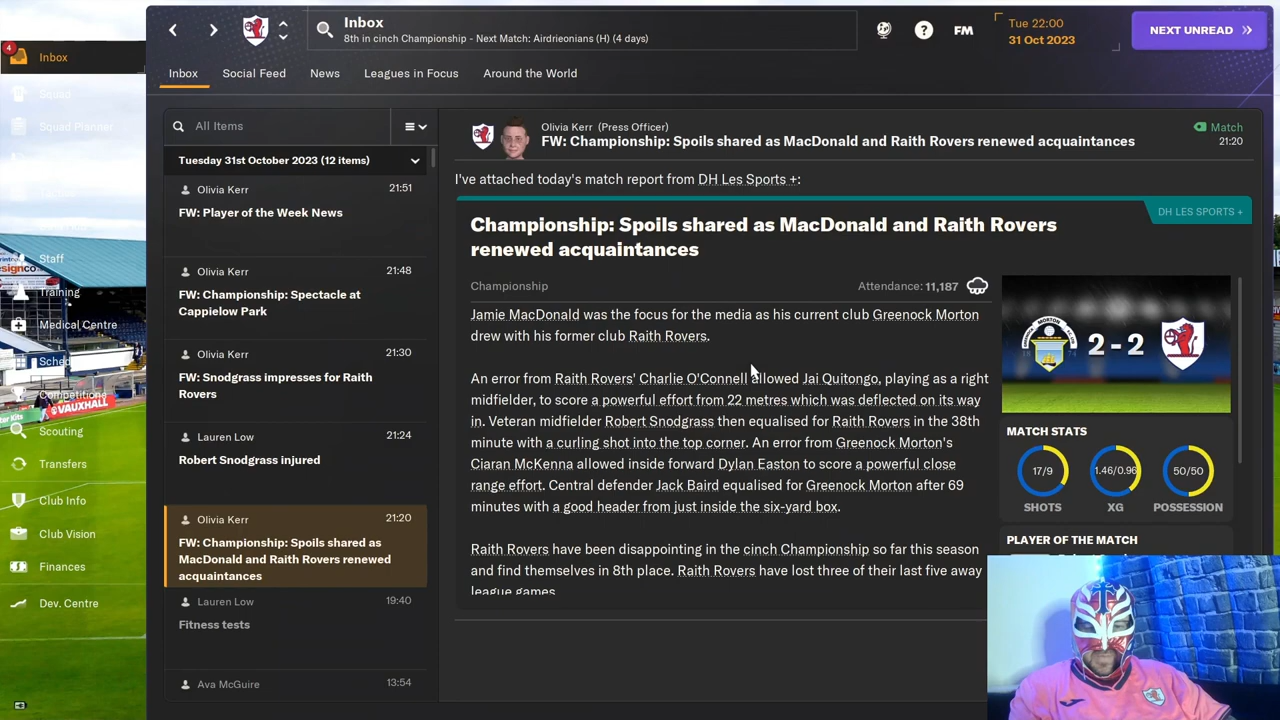 Inbox
8th in cinch Championship - Next Match: Airdrieonians (H) (4 days)
?
FM
Tue 22:00
31 Oct 2023
NEXT UNREAD
4
Inbox
Squad
Squad Planner
Staff
Training
Medical Centre
Sched
Competitions
Scouting
Transfers
Club Info
Club Vision
Finances
Dev. Centre
VAUXHALL
Inbox
Social Feed
News
Leagues in Focus
Around the World
All Items
Tuesday 31st October 2023 (12 items)
Olivia Kerr 21:51
FW: Player of the Week News
Olivia Kerr 21:48
FW: Championship: Spectacle at
Cappielow Park
Olivia Kerr 21:30
FW: Snodgrass impresses for Raith
Rovers
Lauren Low 21:24
Robert Snodgrass injured
Olivia Kerr 21:20
FW: Championship: Spoils shared as
MacDonald and Raith Rovers renewed
acquaintances
Lauren Low 19:40
Fitness tests
Ava McGuire 13:54
Olivia Kerr (Press Officer)
FW: Championship: Spoils shared as MacDonald and Raith Rovers renewed acquaintances
Match
21:20
I've attached today's match report from DH Les Sports +:
DH LES SPORTS +
Championship: Spoils shared as MacDonald and Raith Rovers
renewed acquaintances
Championship
Attendance: 11,187
Jamie MacDonald was the focus for the media as his current club Greenock Morton
drew with his former club Raith Rovers.
An error from Raith Rovers' Charlie O'Connell allowed Jai Quitongo, playing as a right
midfielder, to score a powerful effort from 22 metres which was deflected on its way
in. Veteran midfielder Robert Snodgrass then equalised for Raith Rovers in the 38th
minute with a curling shot into the top corner. An error from Greenock Morton's
Ciaran McKenna allowed inside forward Dylan Easton to score a powerful close
range effort. Central defender Jack Baird equalised for Greenock Morton after 69
minutes with a good header from just inside the six-yard box.
Raith Rovers have been disappointing in the cinch Championship so far this season
and find themselves in 8th place. Raith Rovers have lost three of their last five away
league games.
2 - 2
MATCH STATS
17/9
1.46/0.96
50/50
SHOTS
XG
POSSESSION
PLAYER OF THE MATCH